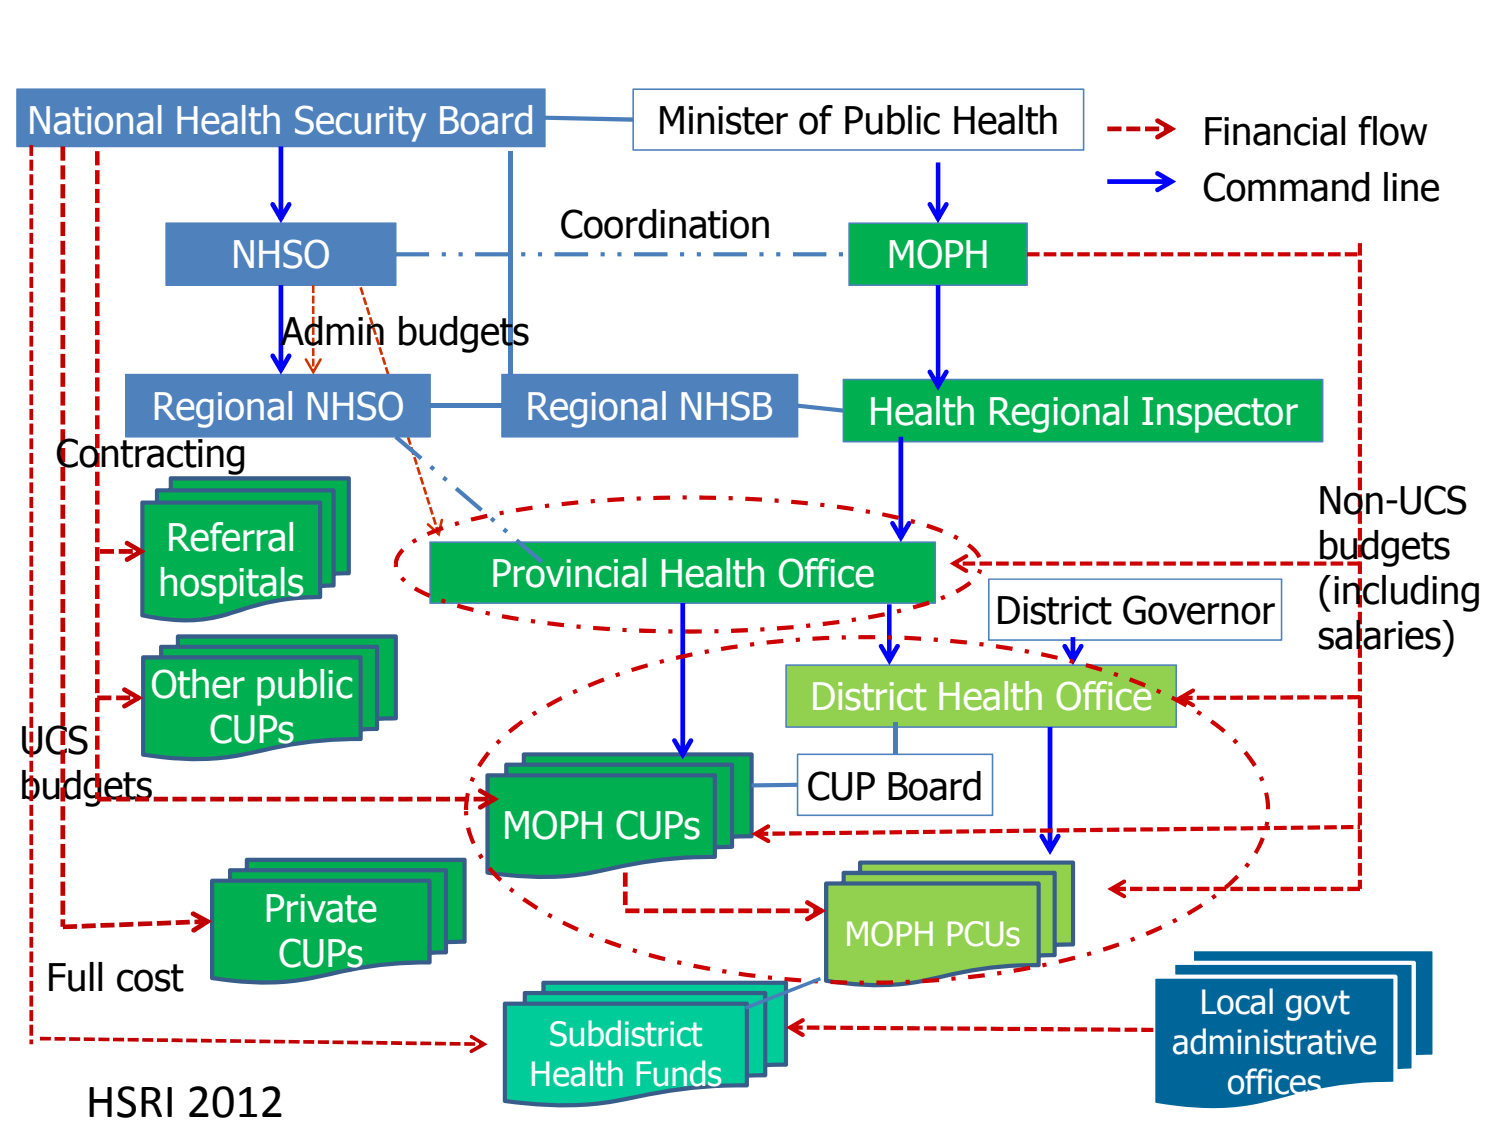 National Health Security Board
Minister of Public Health
Financial flow
Command line
NHSO
Coordination
MOPH
Admin budgets
Regional NHSO
Regional NHSB
Health Regional Inspector
Contracting
Referral
hospitals
Non-UCS
budgets
(including
salaries)
Provincial Health Office
District Governor
Other public
CUPs
District Health Office
UCS
budgets
CUP Board
MOPH CUPs
Private
CUPs
MOPH PCUs
Full cost
Subdistrict
Health Funds
Local govt
administrative
offices
HSRI 2012